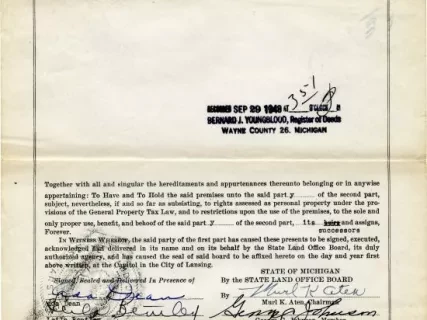 RECORDED SEP 29 1948 AT 351 O'CLOCK P M
BERNARD J. YOUNGBLOOD, Register of Deeds
WAYNE COUNTY 26, MICHIGAN
Together with all and singular the hereditaments and appurtenances thereunto belonging or in anywise
appertaining: To Have and To Hold the said premises unto the said part y of the second part,
subject, nevertheless, if and so far as subsisting, to rights assessed as personal property under the pro-
visions of the General Property Tax Law, and to restrictions upon the use of the premises, to the sole and
only proper use, benefit, and behoof of the said part y of the second part, its heirs and assigns,
Forever. successors
IN WITNESS WHEREOF, the said party of the first part has caused these presents to be signed, executed,
acknowledged and delivered in its name and on its behalf by the State Land Office Board, its duly
authorized agency, and has caused the seal of said board to be affixed hereto on the day and year first
above written, at the Capitol in the City of Lansing.
STATE OF MICHIGAN
Signed, Sealed and Delivered in Presence of By the STATE LAND OFFICE BOARD
By Murl K. Aten
Murl K. Aten, Chairman